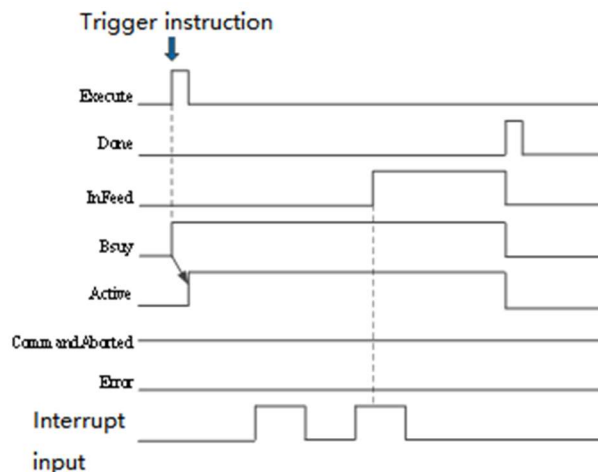 Trigger instruction
Execute
Done
InFeed
Bsuy
Active
CommandAborted
Error
Interrupt
input